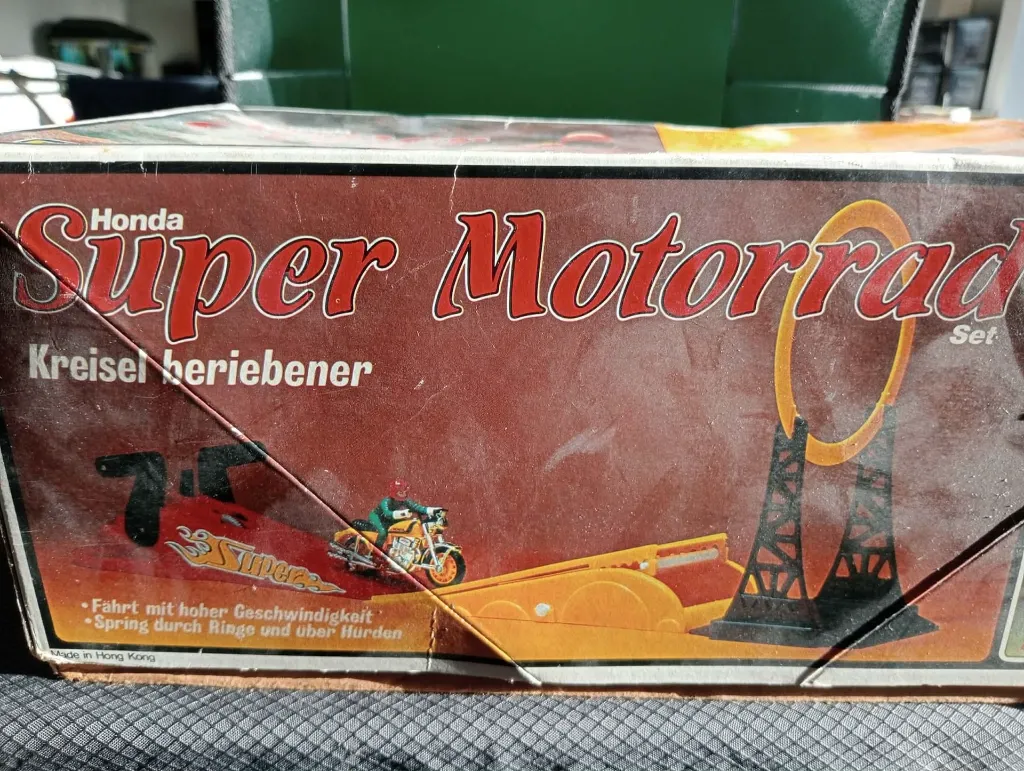 Honda
Super Motorrad
Set
Kreisel beriebener
Super
• Fährt mit hoher Geschwindigkeit
• Spring durch Ringe und über Hürden
Made in Hong Kong